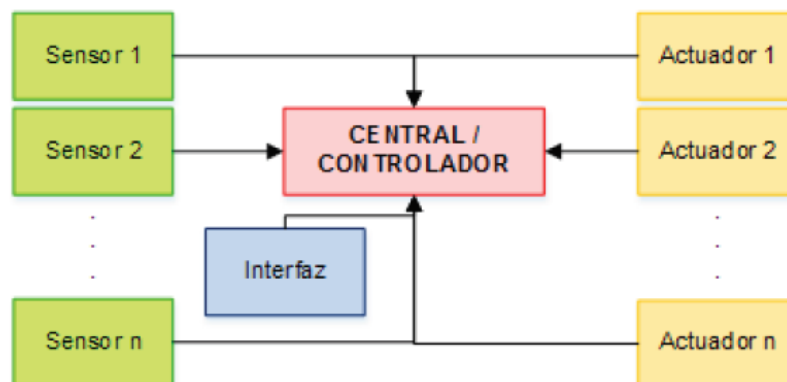 Sensor 1
Actuador 1
Sensor 2
CENTRAL /
CONTROLADOR
Actuador 2
Interfaz
Sensor n
Actuador n